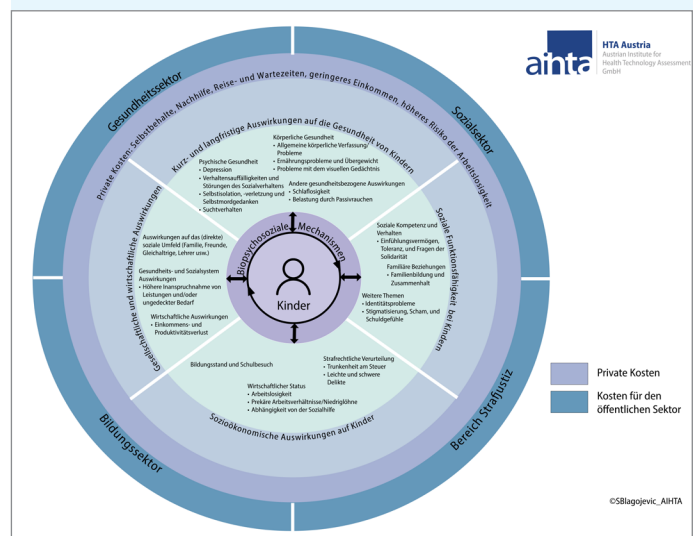 aihta
HTA Austria
Austrian Institute for
Health Technology Assessment
GmbH
Gesundheitssektor
Sozialsektor
Private Kosten: Selbstbehalte, Nachhilfe, Reise- und Wartezeiten, geringeres Einkommen, höheres Risiko der Arbeitslosigkeit
Kurz- und langfristige Auswirkungen auf die Gesundheit von Kindern
Körperliche Gesundheit
• Allgemeine körperliche Verfassung/
Probleme
• Ernährungsprobleme und Übergewicht
• Probleme mit dem visuellen Gedächtnis
Psychische Gesundheit
• Depression
• Verhaltensauffälligkeiten und
Störungen des Sozialverhaltens
• Selbstisolation, -verletzung und
Selbstmordgedanken
• Suchtverhalten
Andere gesundheitsbezogene Auswirkungen
• Schlaflosigkeit
• Belastung durch Passivrauchen
Gesellschaftliche und wirtschaftliche Auswirkungen
Auswirkungen auf das (direkte)
soziale Umfeld (Familie, Freunde,
Gleichaltrige, Lehrer usw.)
Gesundheits- und Sozialsystem
Auswirkungen
• Höhere Inanspruchnahme von
Leistungen und/oder
ungedeckter Bedarf
Wirtschaftliche Auswirkungen
• Einkommens- und
Produktivitätsverlust
Biopsychosoziale Mechanismen
Kinder
Soziale Funktionsfähigkeit bei Kindern
Soziale Kompetenz und
Verhalten
• Einfühlungsvermögen,
Toleranz, und Fragen der
Solidarität
Familiäre Beziehungen
• Familienbildung und
Zusammenhalt
Weitere Themen
• Identitätsprobleme
• Stigmatisierung, Scham, und
Schuldgefühle
Bildungsstand und Schulbesuch
Strafrechtliche Verurteilung
• Trunkenheit am Steuer
• Leichte und schwere
Delikte
Wirtschaftlicher Status
• Arbeitslosigkeit
• Prekäre Arbeitsverhältnisse/Niedriglöhne
• Abhängigkeit von der Sozialhilfe
Sozioökonomische Auswirkungen auf Kinder
Bildungssektor
Bereich Strafjustiz
Private Kosten
Kosten für den
öffentlichen Sektor
©SBlagojevic_AIHTA